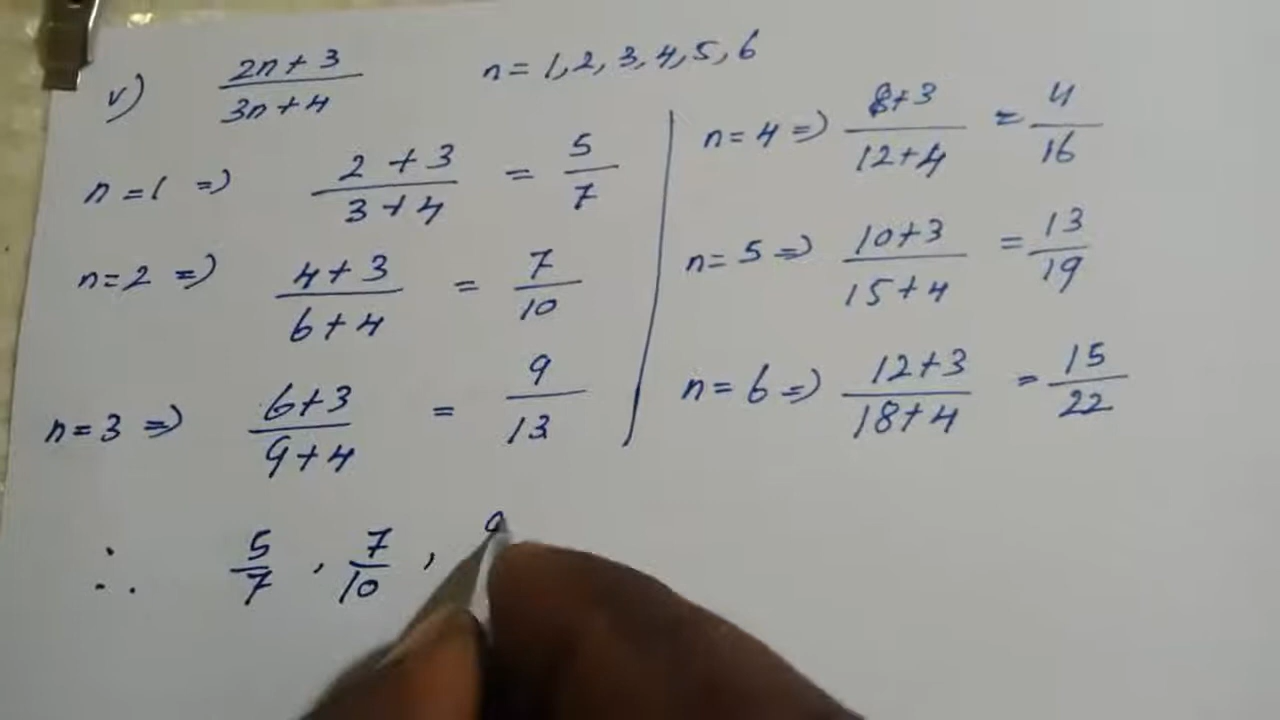 v) (2n+3)/(3n+4) n = 1, 2, 3, 4, 5, 6
n=1 => (2+3)/(3+4) = 5/7
n=2 => (4+3)/(6+4) = 7/10
n=3 => (6+3)/(9+4) = 9/13
n=4 => (8+3)/(12+4) = 4/16
n=5 => (10+3)/(15+4) = 13/19
n=6 => (12+3)/(18+4) = 15/22
∴ 5/7 , 7/10 , 9